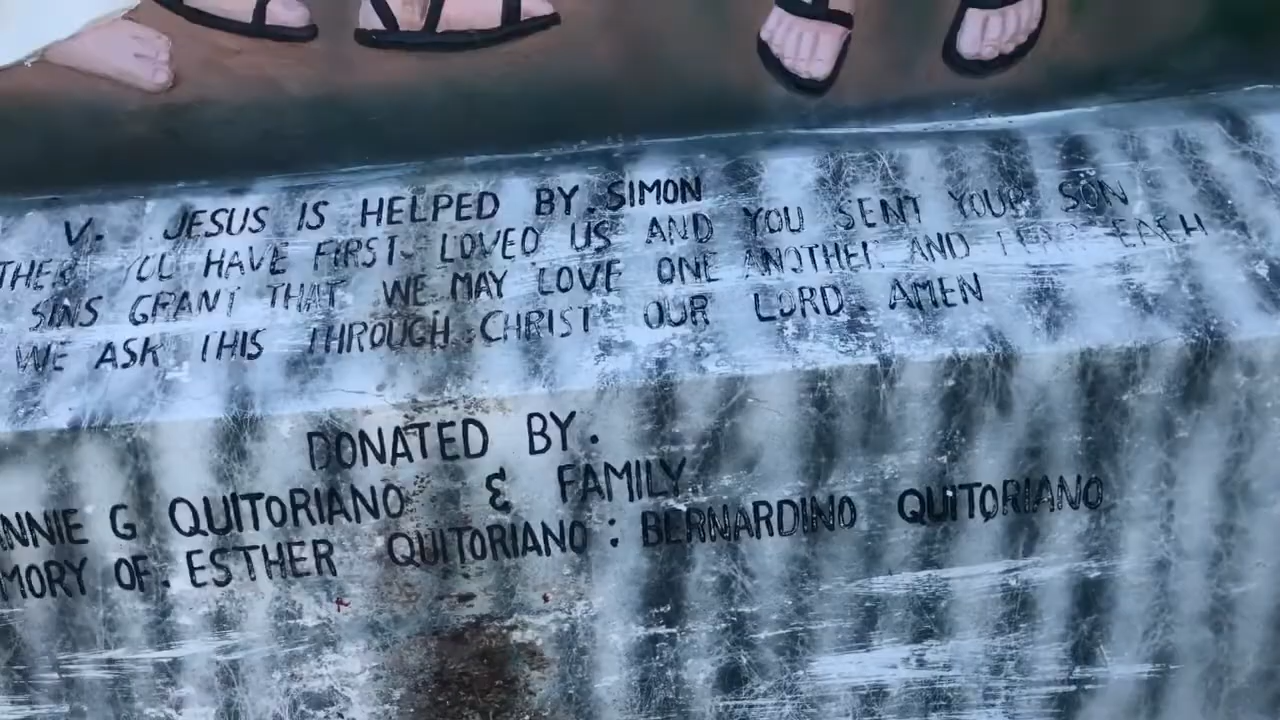 V. JESUS IS HELPED BY SIMON
YOU HAVE FIRST LOVED US AND YOU SENT YOUR SON
SINS GRANT THAT WE MAY LOVE ONE ANOTHER AND EACH
WE ASK THIS THROUGH CHRIST OUR LORD AMEN
DONATED BY.
NNIE G QUITORIANO & FAMILY
MORY OF. ESTHER QUITORIANO : BERNARDINO QUITORIANO